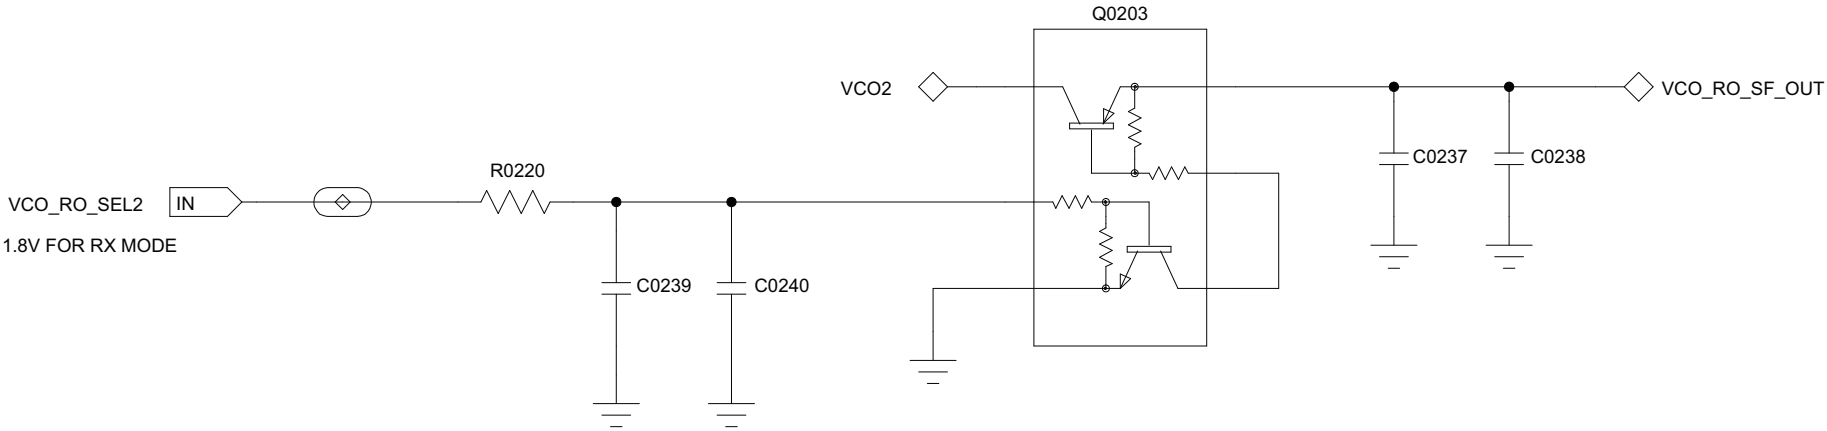 Q0203
VCO2
VCO_RO_SF_OUT
C0237
C0238
R0220
VCO_RO_SEL2
IN
1.8V FOR RX MODE
C0239
C0240